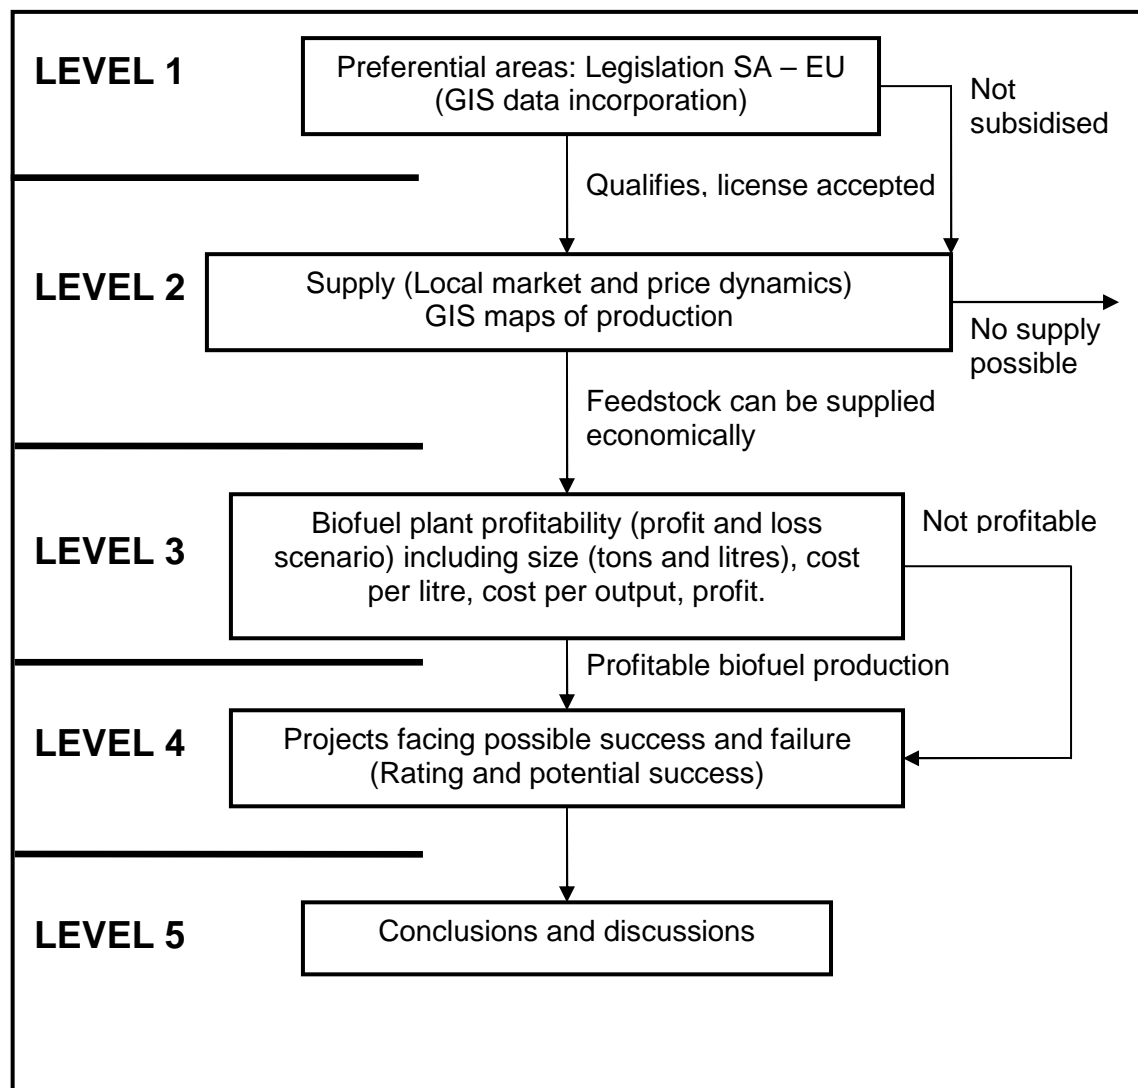 LEVEL 1
Preferential areas: Legislation SA – EU
(GIS data incorporation)
Not
subsidised
Qualifies, license accepted
LEVEL 2
Supply (Local market and price dynamics)
GIS maps of production
No supply
possible
Feedstock can be supplied
economically
LEVEL 3
Biofuel plant profitability (profit and loss
scenario) including size (tons and litres), cost
per litre, cost per output, profit.
Not profitable
Profitable biofuel production
LEVEL 4
Projects facing possible success and failure
(Rating and potential success)
LEVEL 5
Conclusions and discussions